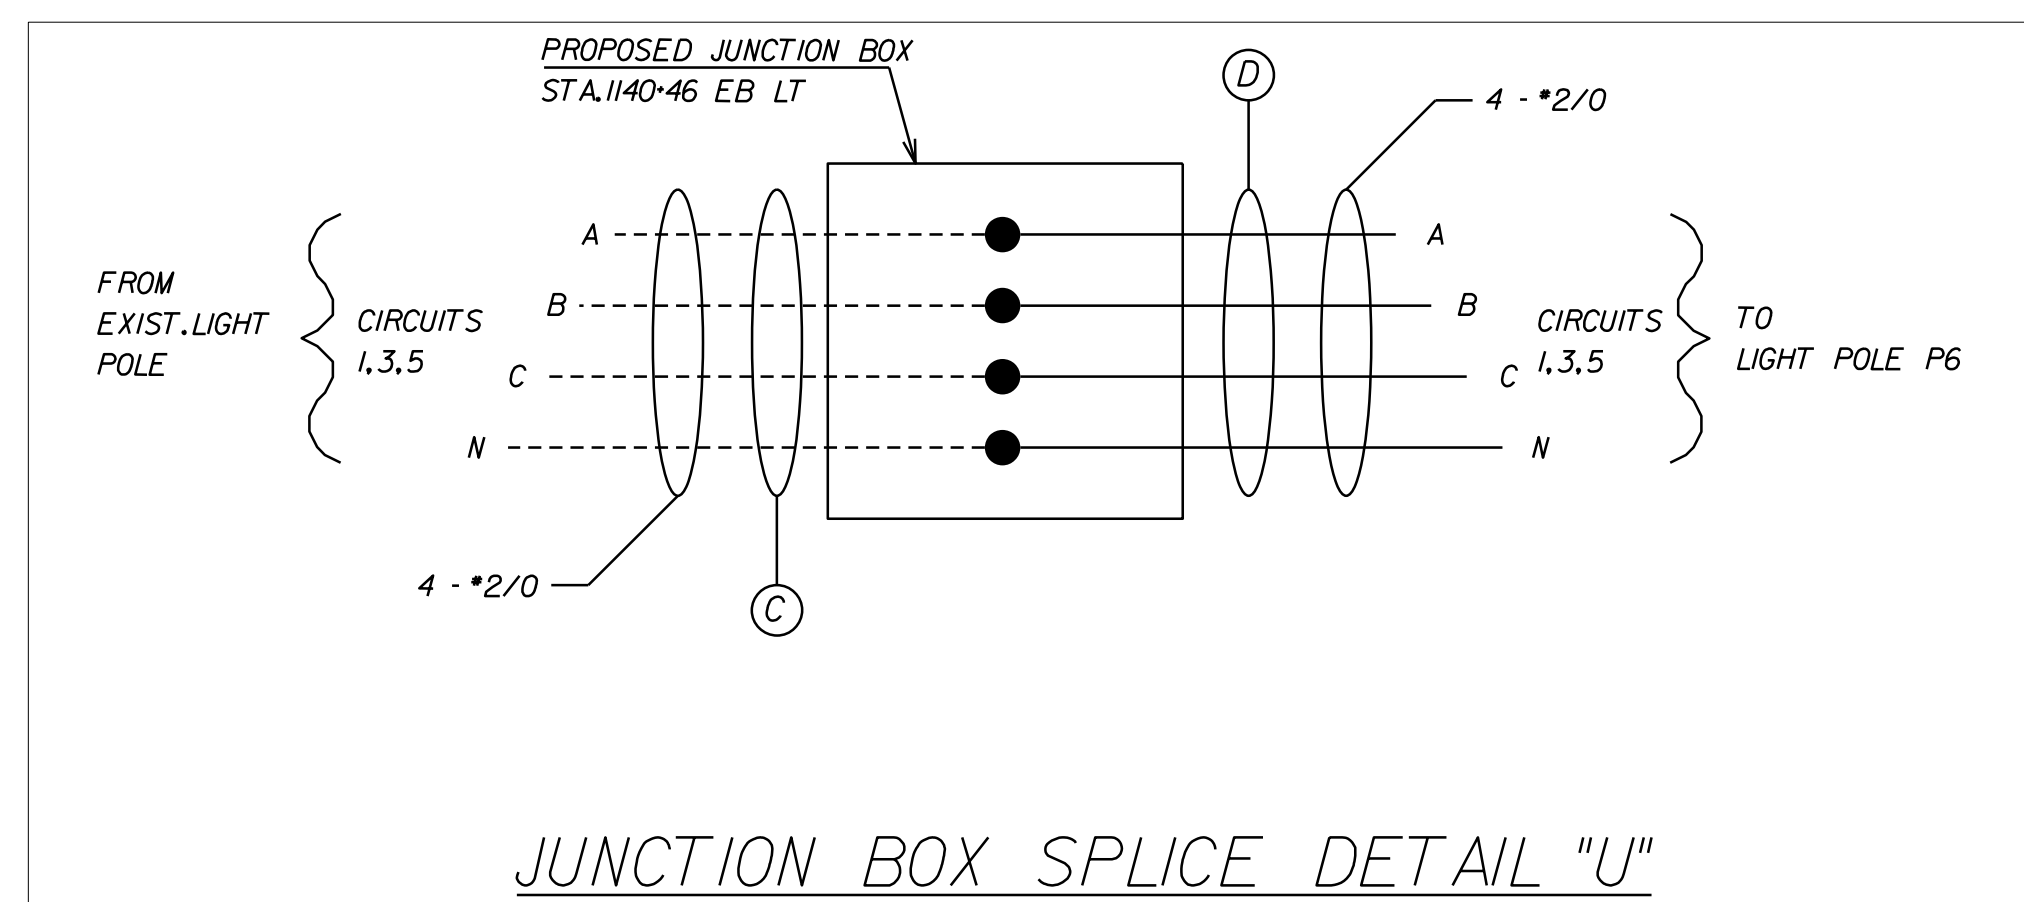 PROPOSED JUNCTION BOX
STA. 1140+46 EB LT
D
4 - #2/0
A
A
B
B
C
C
N
N
FROM
EXIST. LIGHT
POLE
CIRCUITS
1,3,5
CIRCUITS
1,3,5
TO
LIGHT POLE P6
4 - #2/0
C
JUNCTION BOX SPLICE DETAIL "U"